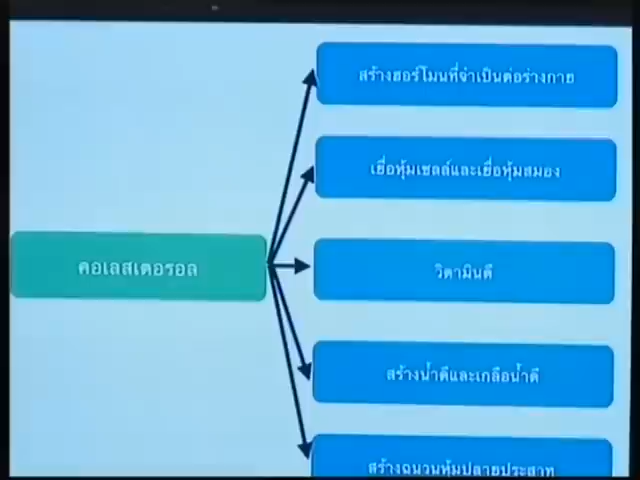 สร้างฮอร์โมนที่จำเป็นต่อร่างกาย
เยื่อหุ้มเซลล์และเยื่อหุ้มสมอง
คอเลสเตอรอล
วิตามินดี
สร้างน้ำดีและเกลือน้ำดี
สร้างฉนวนหุ้มปลายประสาท